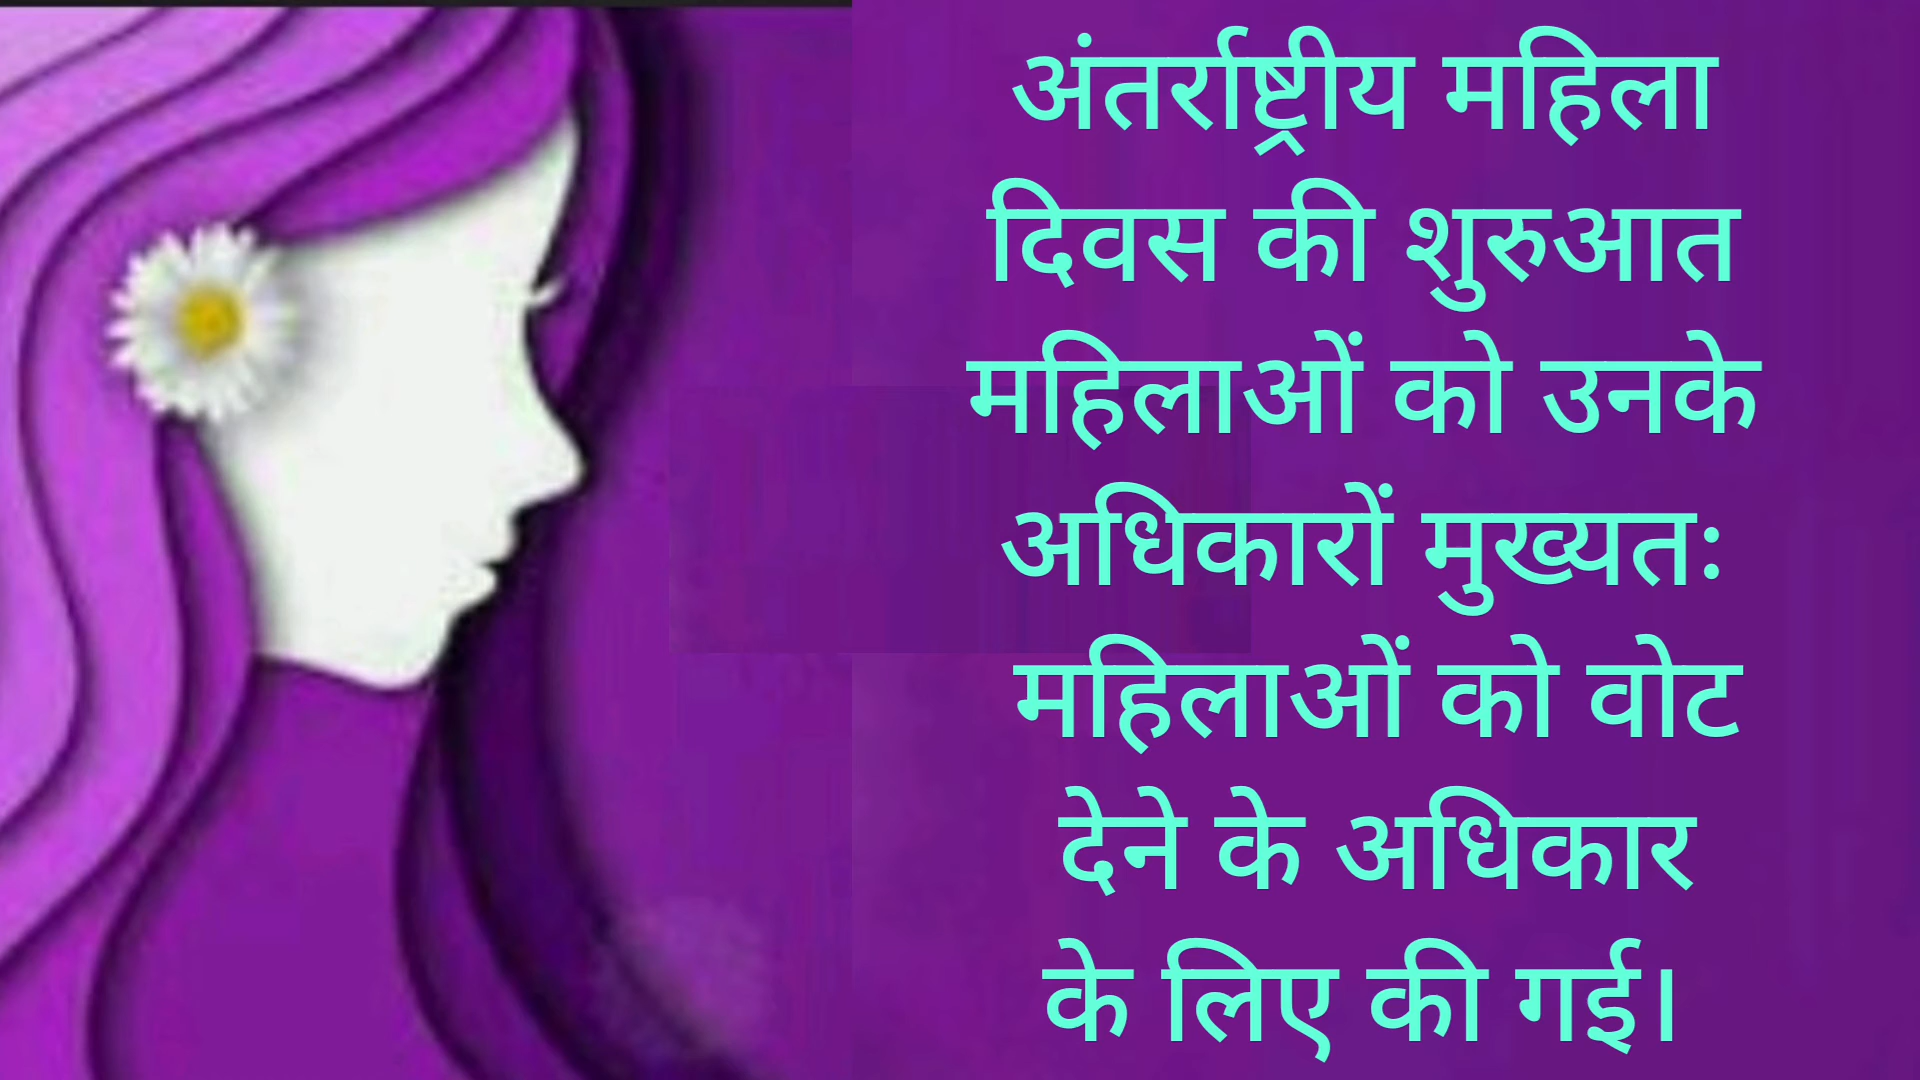 अंतर्राष्ट्रीय महिला
दिवस की शुरुआत
महिलाओं को उनके
अधिकारों मुख्यतः
महिलाओं को वोट
देने के अधिकार
के लिए की गई।